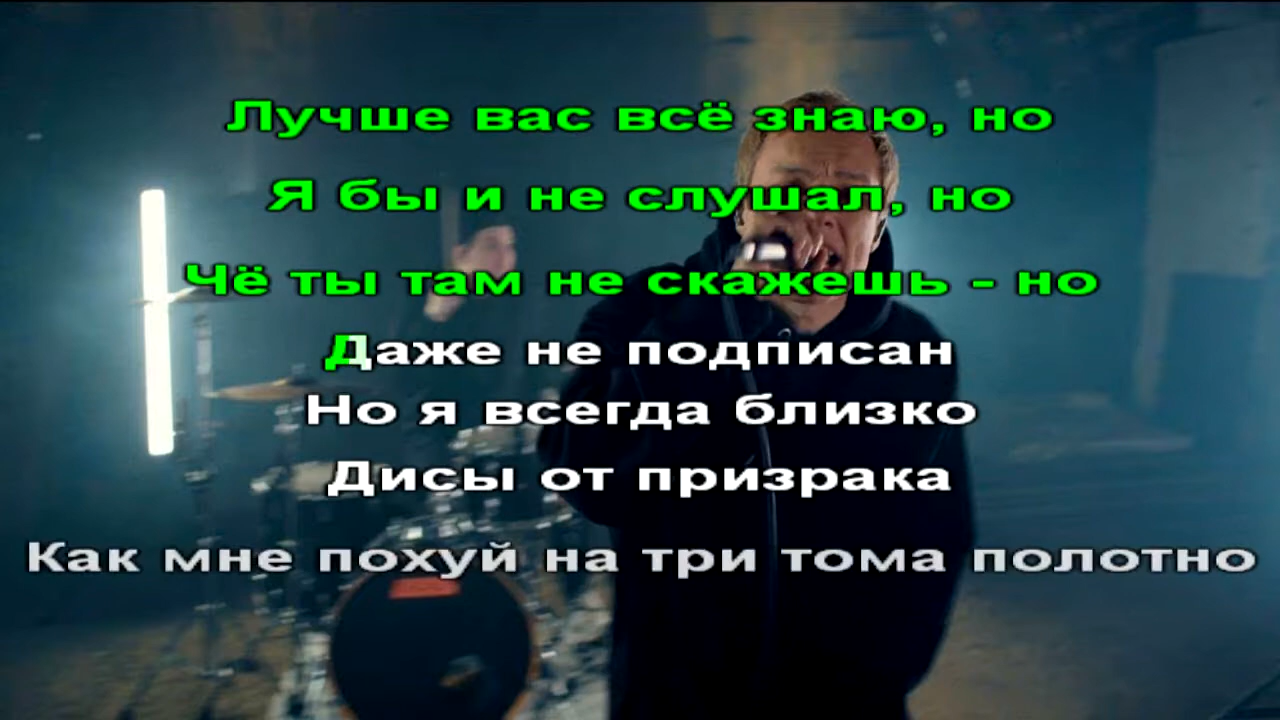 Лучше вас всё знаю, но
Я бы и не слушал, но
Чё ты там не скажешь - но
Даже не подписан
Но я всегда близко
Дисы от призрака
Как мне похуй на три тома полотно